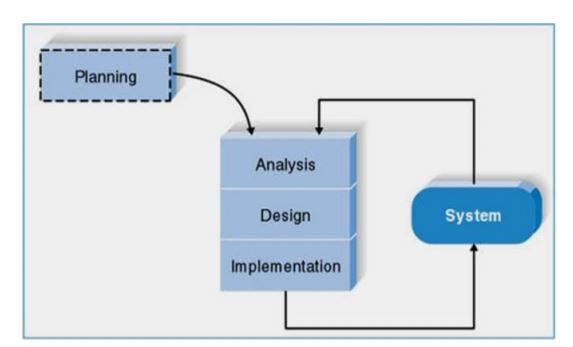 Planning
Analysis
Design
Implementation
System